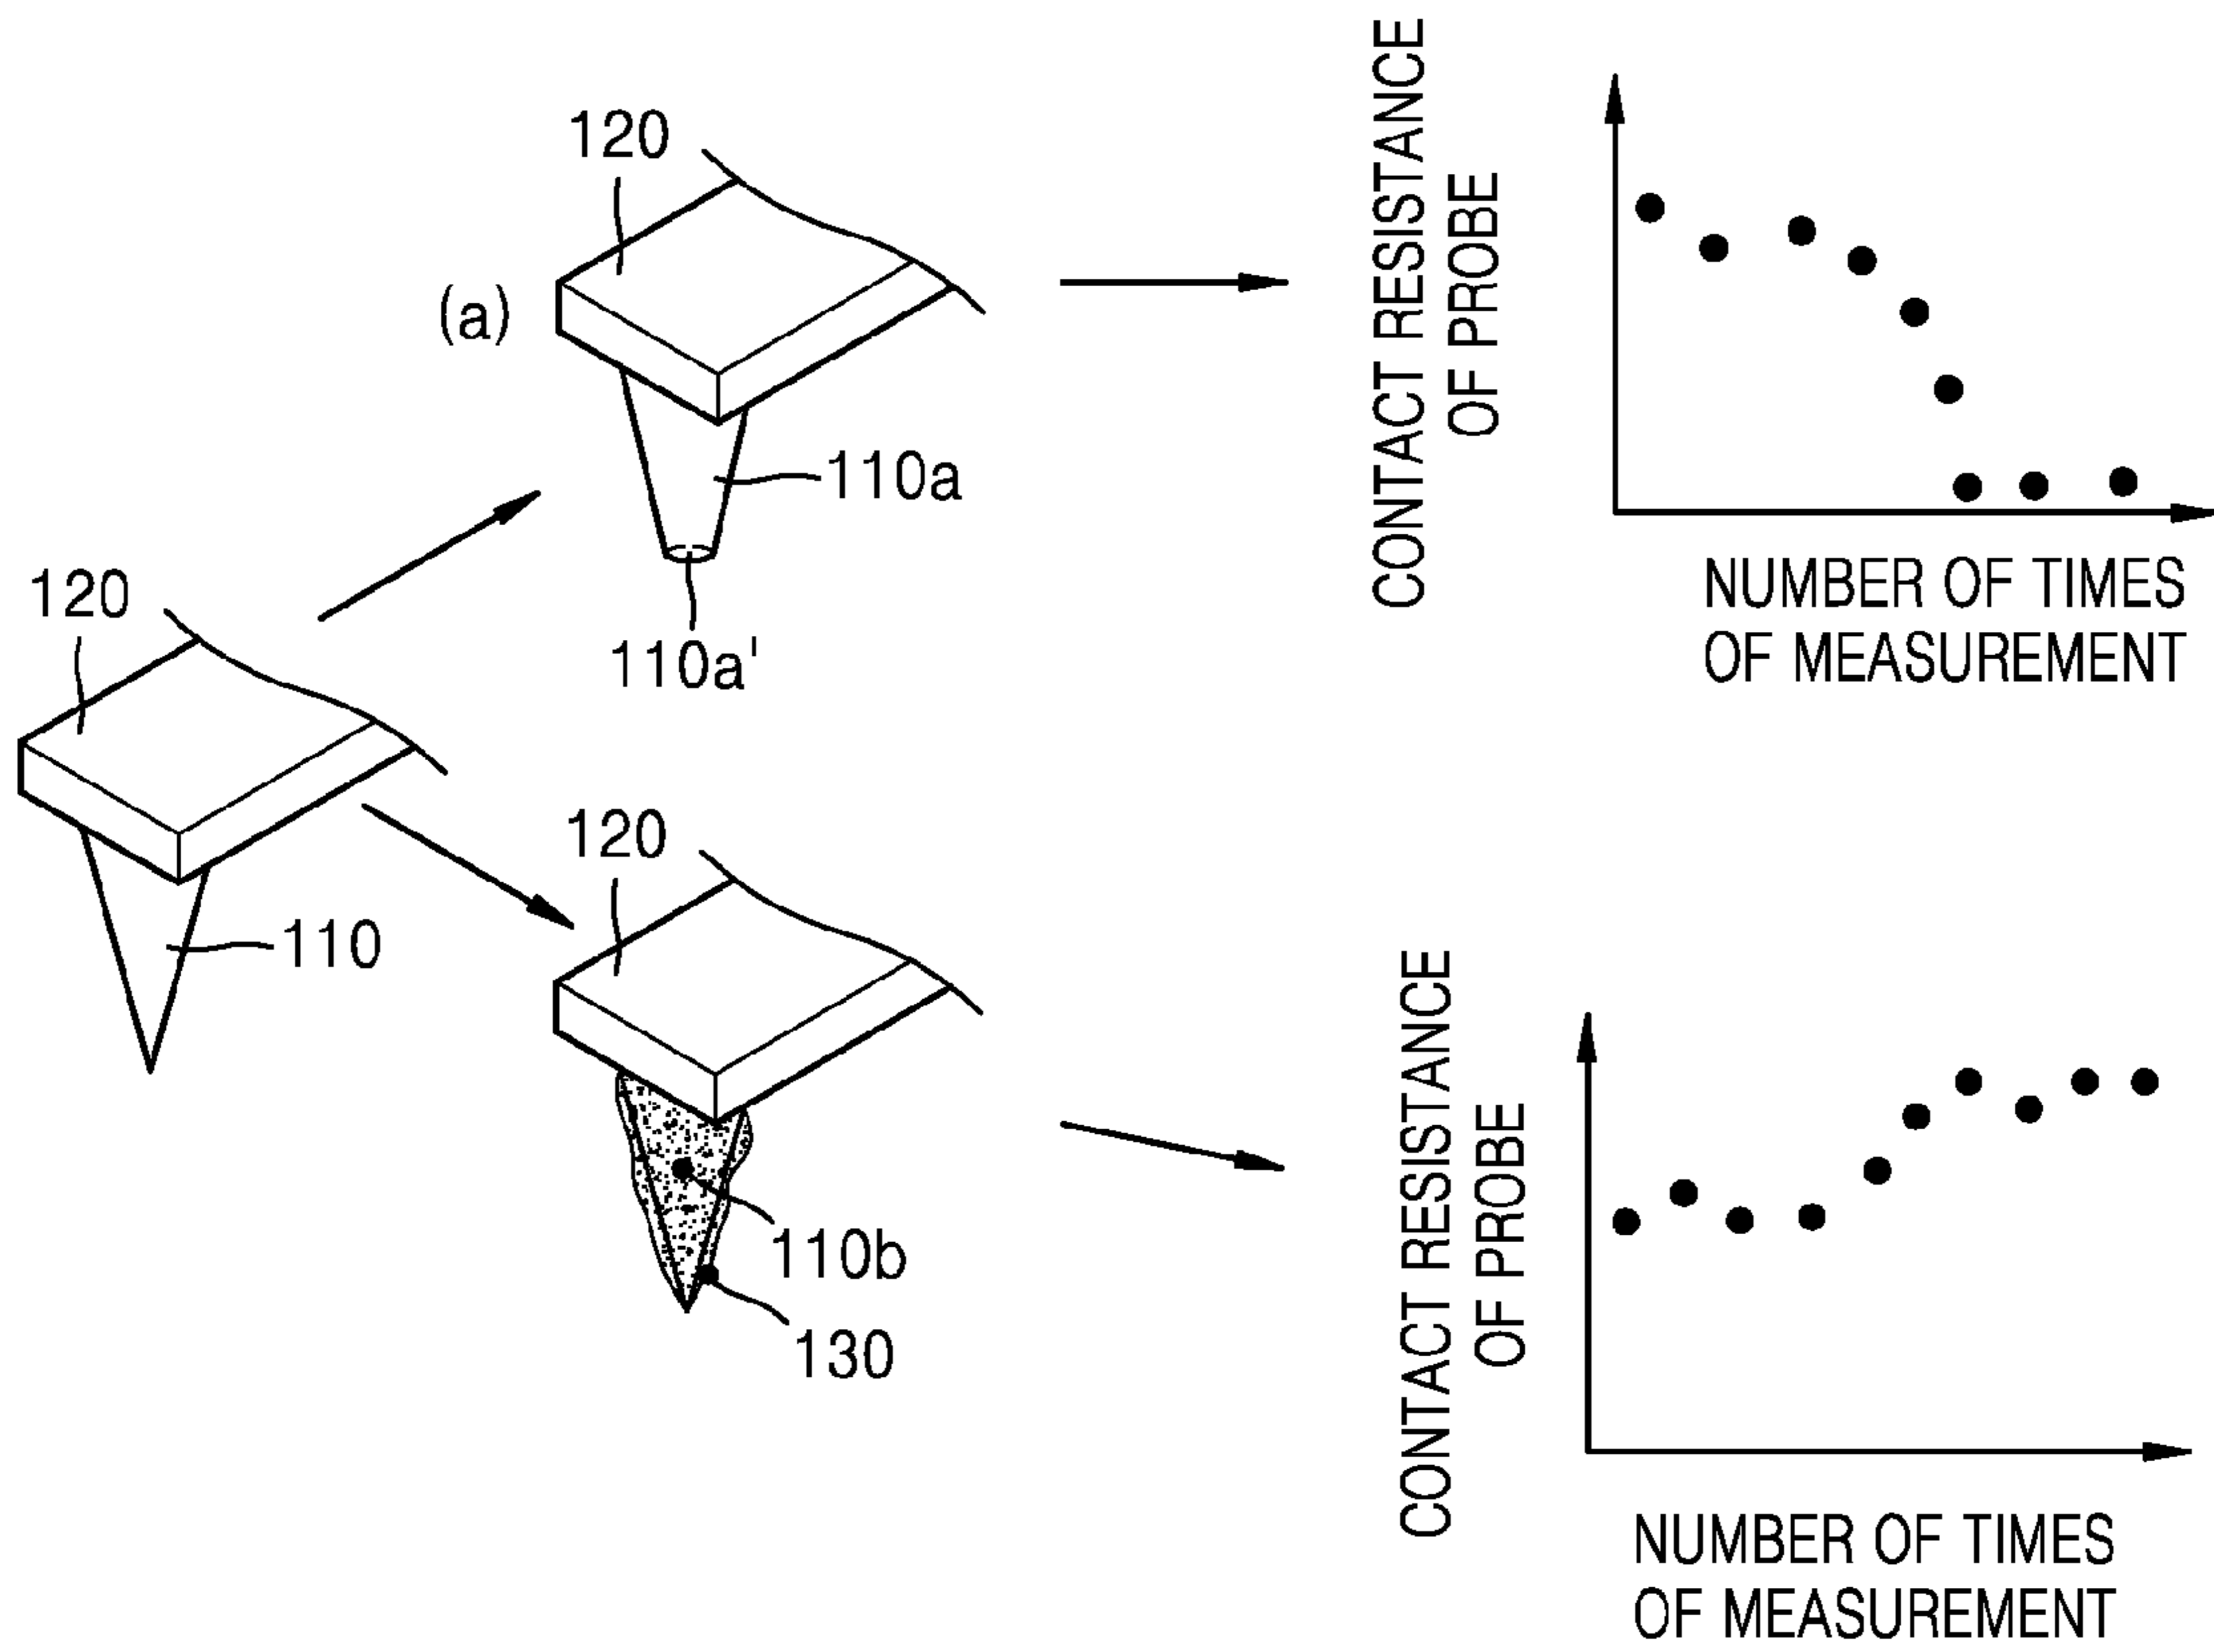 120
(a)
110a
110a'
CONTACT RESISTANCE
OF PROBE
NUMBER OF TIMES
OF MEASUREMENT
120
110
120
110b
130
CONTACT RESISTANCE
OF PROBE
NUMBER OF TIMES
OF MEASUREMENT